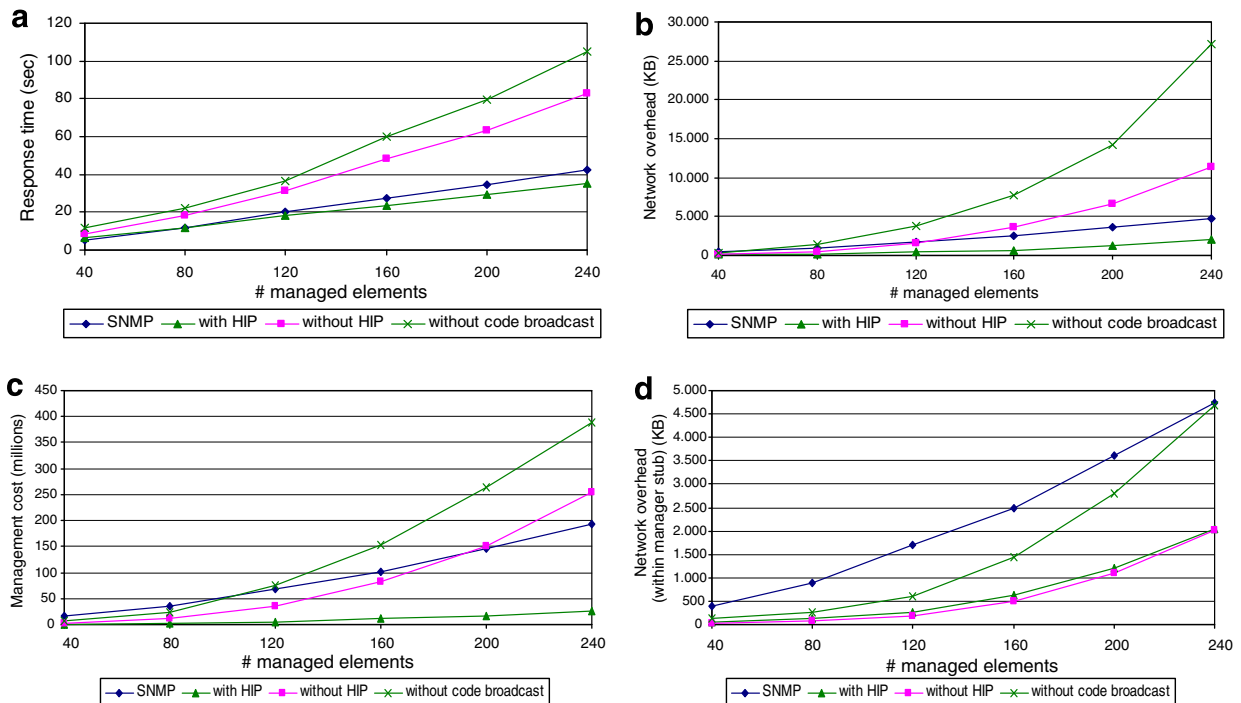 a
Response time (sec)
120
100
80
60
40
20
0
40 80 120 160 200 240
# managed elements
SNMP with HIP without HIP without code broadcast
b
Network overhead (KB)
30.000
25.000
20.000
15.000
10.000
5.000
0
40 80 120 160 200 240
# managed elements
SNMP with HIP without HIP without code broadcast
c
Management cost (millions)
450
400
350
300
250
200
150
100
50
0
40 80 120 160 200 240
# managed elements
SNMP with HIP without HIP without code broadcast
d
Network overhead
(within manager stub) (KB)
5.000
4.500
4.000
3.500
3.000
2.500
2.000
1.500
1.000
500
0
40 80 120 160 200 240
# managed elements
SNMP with HIP without HIP without code broadcast